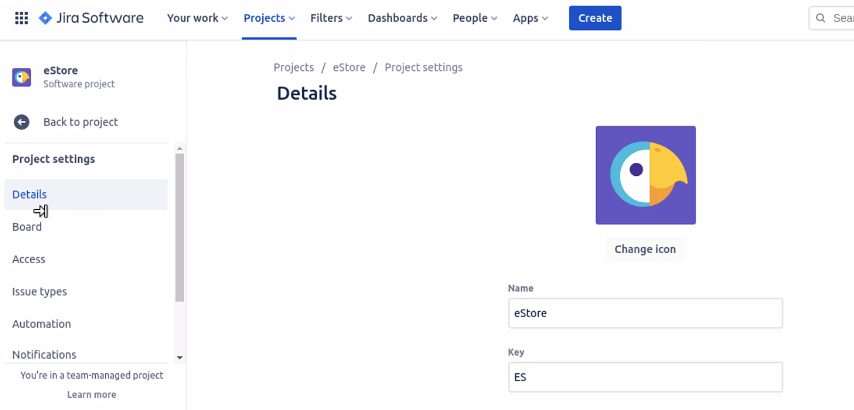 Jira Software
Your work
Projects
Filters
Dashboards
People
Apps
Create
eStore
Software project
Back to project
Project settings
Details
Board
Access
Issue types
Automation
Notifications
You're in a team-managed project
Learn more
Projects / eStore / Project settings
Details
Change icon
Name
eStore
Key
ES